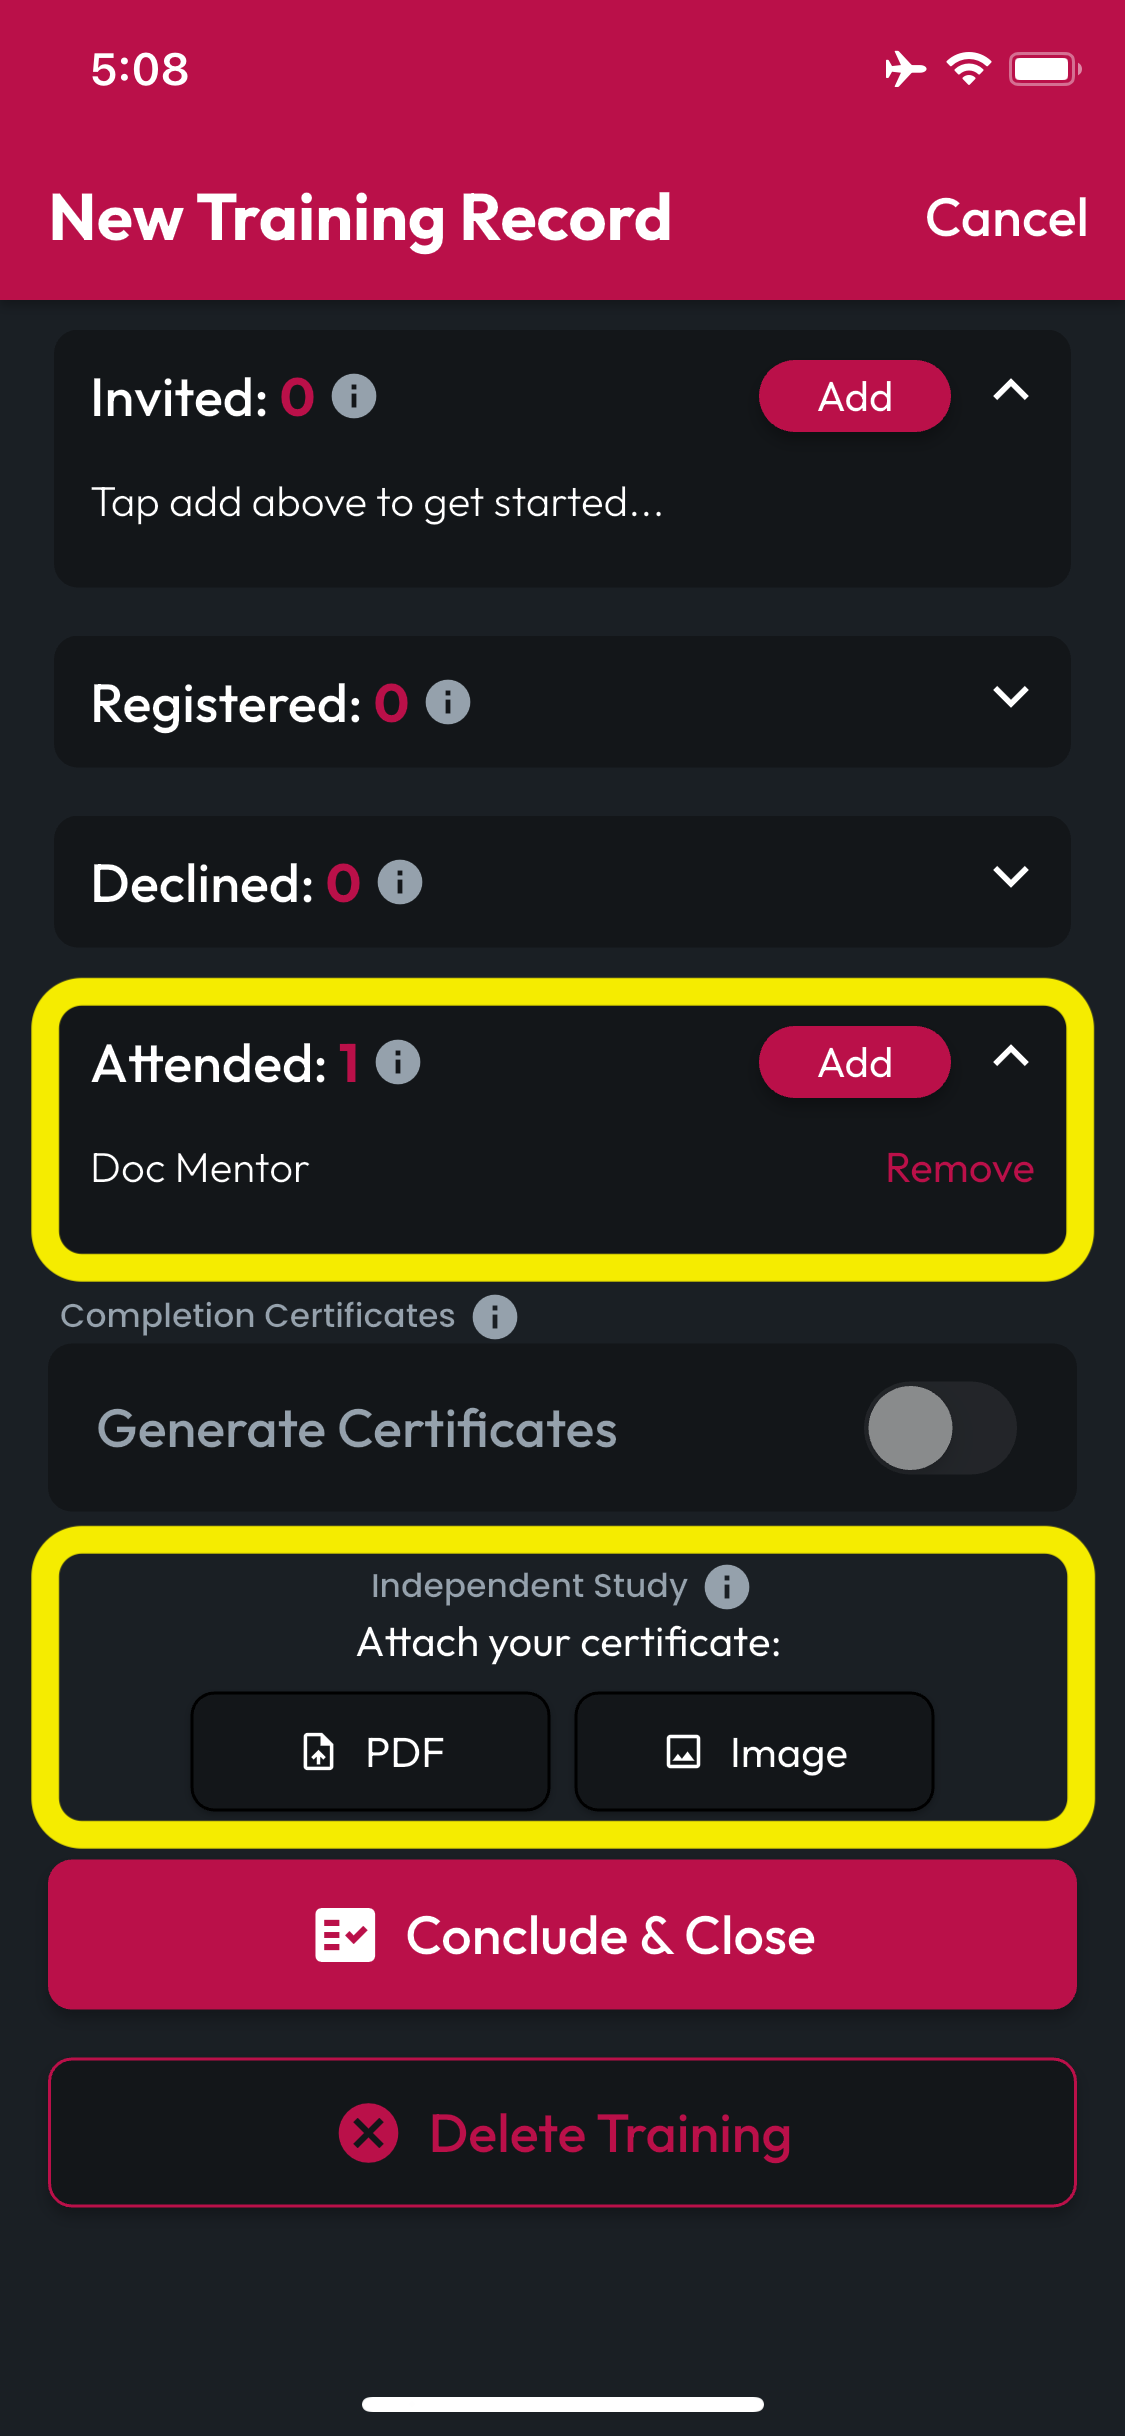 5:08
New Training Record
Cancel
Invited: 0
Add
Tap add above to get started...
Registered: 0
Declined: 0
Attended: 1
Add
Doc Mentor
Remove
Completion Certificates
Generate Certificates
Independent Study
Attach your certificate:
PDF
Image
Conclude & Close
Delete Training